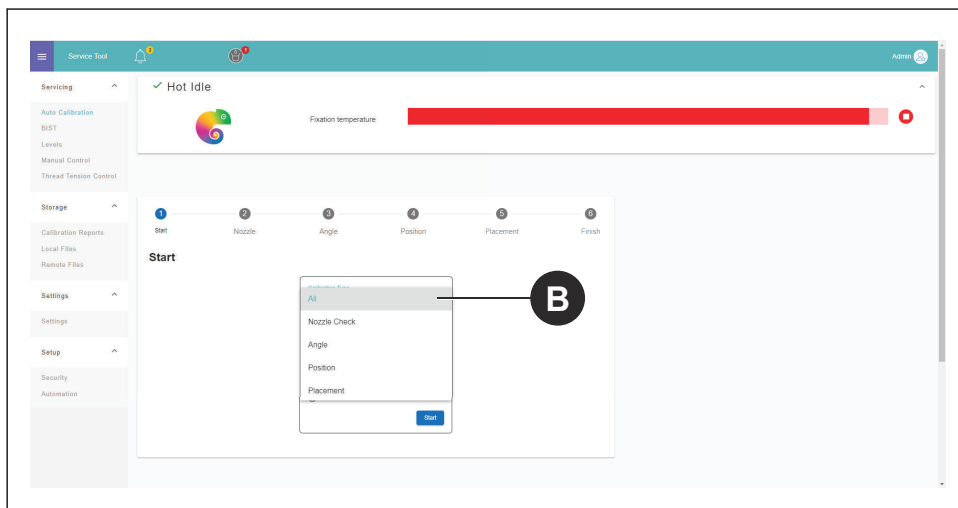 Service Tool
2
1
Admin
Servicing
Auto Calibration
BIST
Levels
Manual Control
Thread Tension Control
Storage
Calibration Reports
Local Files
Remote Files
Settings
Settings
Setup
Security
Automation
Hot Idle
Fixation temperature
1
2
3
4
5
6
Start
Nozzle
Angle
Position
Placement
Finish
Start
Calibration Type
All
Nozzle Check
Angle
Position
Placement
Start
B